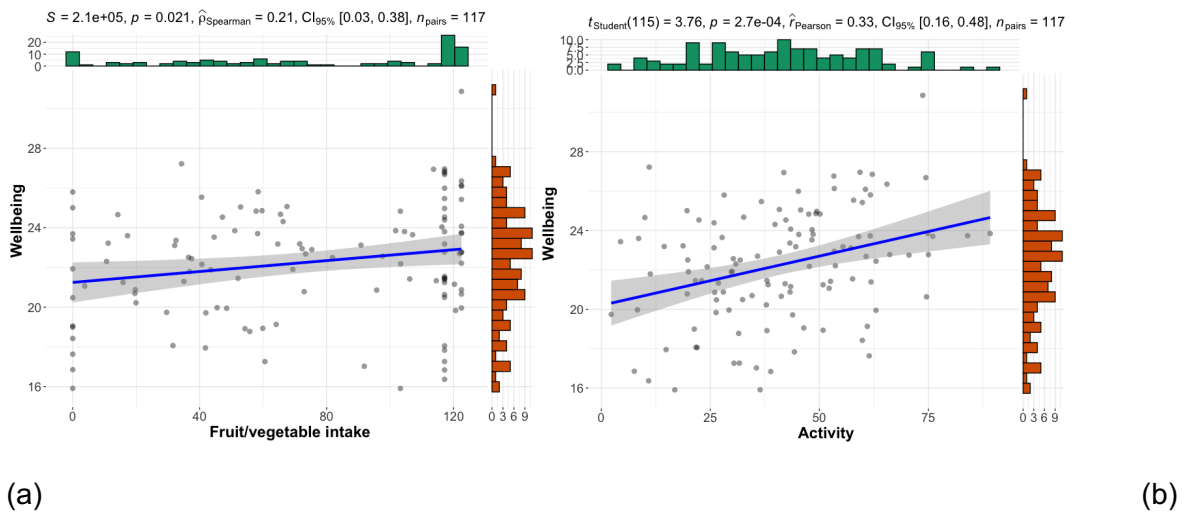 S = 2.1e+05, p = 0.021, ρ̂Spearman = 0.21, CI95% [0.03, 0.38], npairs = 117
20
10
0
Wellbeing
28
24
20
16
0 40 80 120
Fruit/vegetable intake
0 3 6 9
(a)
tStudent(115) = 3.76, p = 2.7e-04, r̂Pearson = 0.33, CI95% [0.16, 0.48], npairs = 117
10.0
7.5
5.0
2.5
0.0
Wellbeing
28
24
20
16
0 25 50 75
Activity
0 3 6 9
(b)